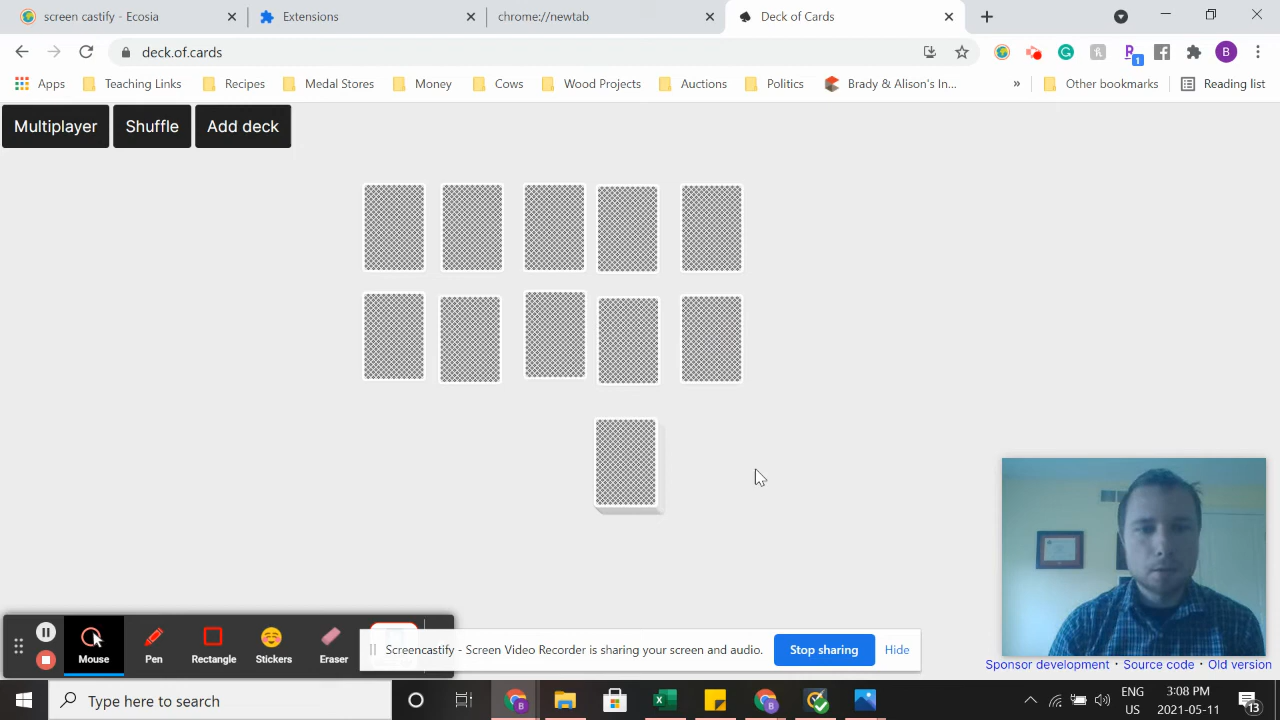 screen castify - Ecosia
Extensions
chrome://newtab
Deck of Cards
deck.of.cards
1
Apps
Teaching Links
Recipes
Medal Stores
Money
Cows
Wood Projects
Auctions
Politics
Brady & Alison's In...
»
Other bookmarks
Reading list
Multiplayer
Shuffle
Add deck
Mouse
Pen
Rectangle
Stickers
Eraser
Screencastify - Screen Video Recorder is sharing your screen and audio.
Stop sharing
Hide
Sponsor development · Source code · Old version
Type here to search
ENG
US
3:08 PM
2021-05-11
13